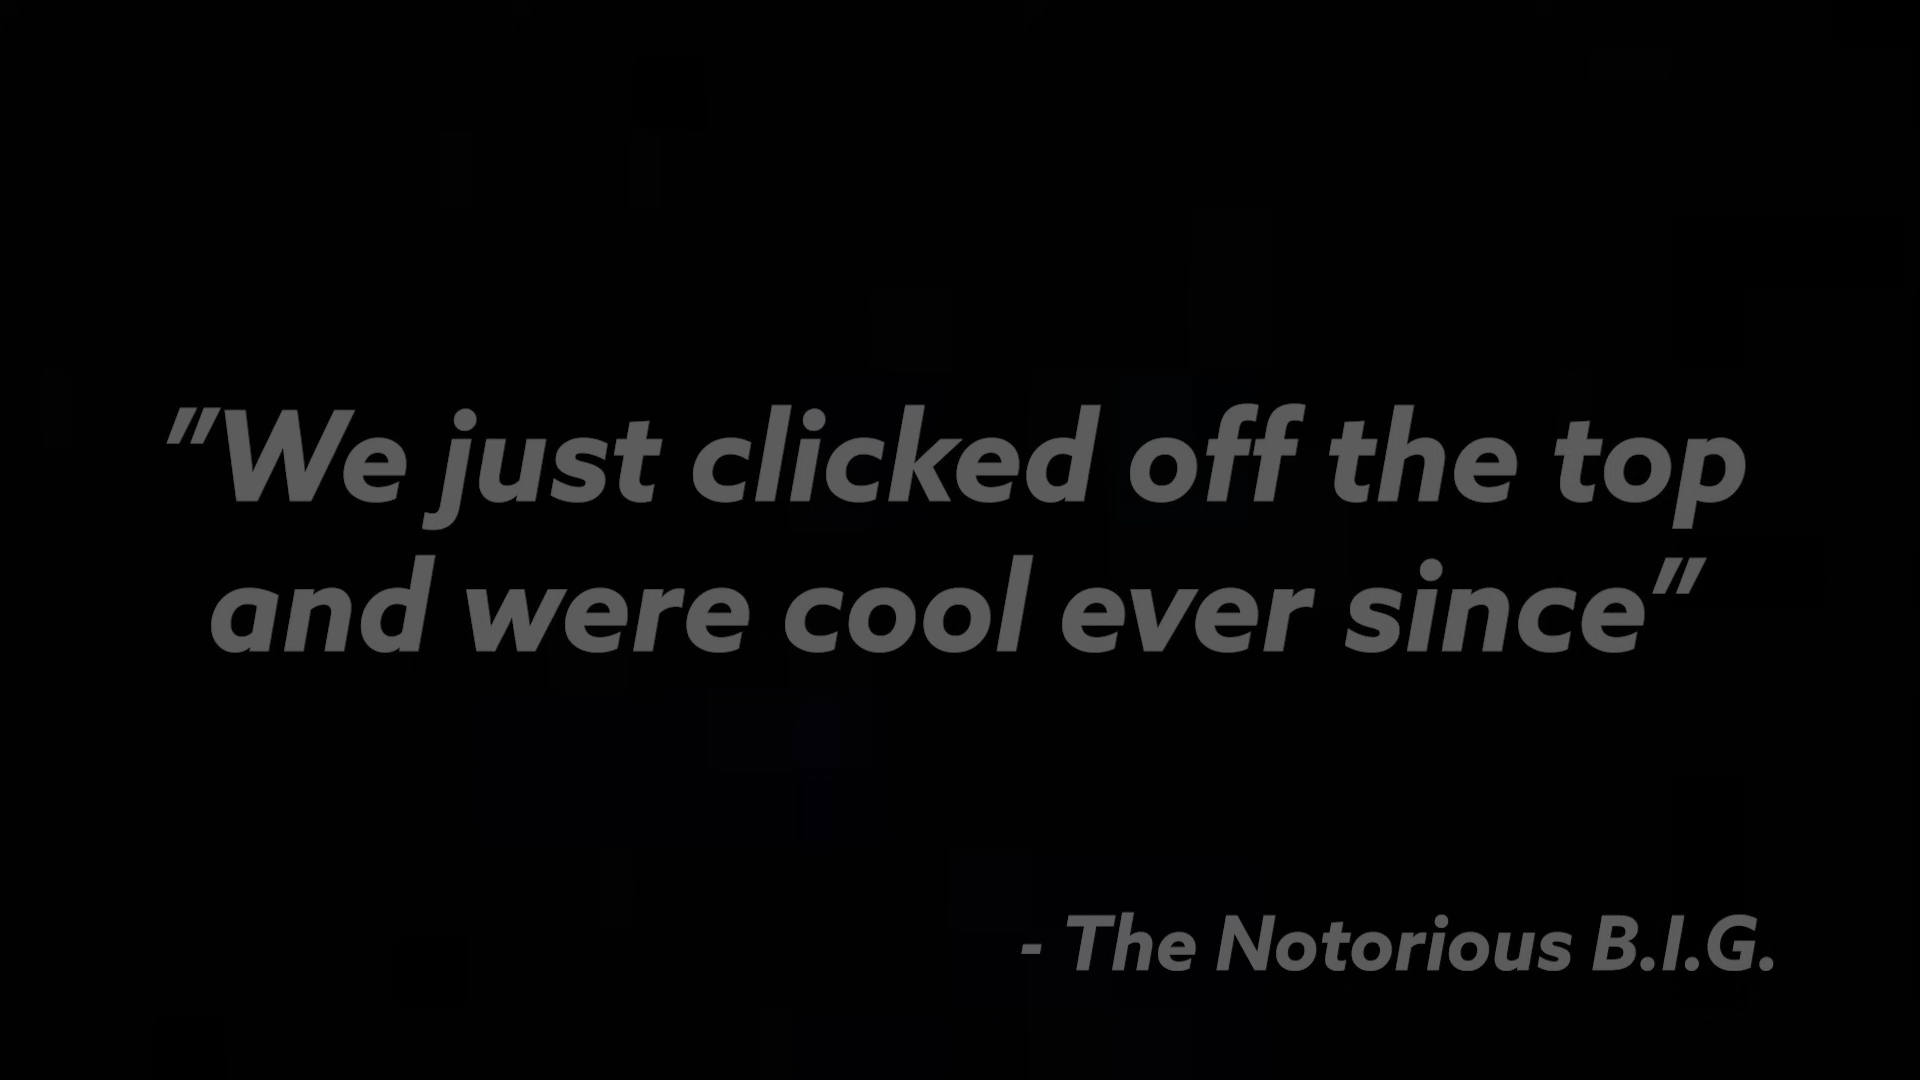 "We just clicked off the top
and were cool ever since"
- The Notorious B.I.G.